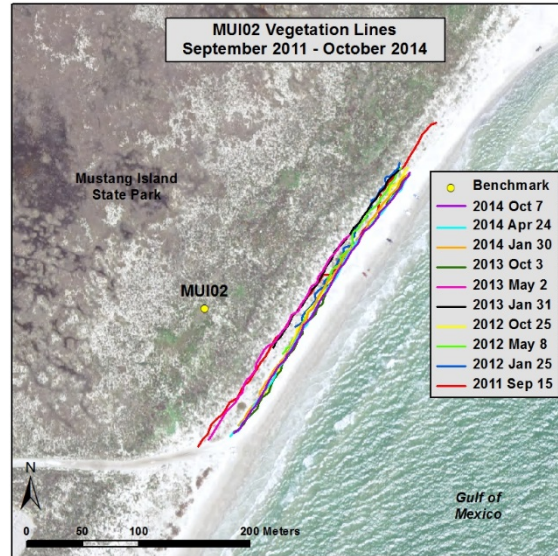 MUI02 Vegetation Lines
September 2011 - October 2014
Mustang Island
State Park
MUI02
Benchmark
2014 Oct 7
2014 Apr 24
2014 Jan 30
2013 Oct 3
2013 May 2
2013 Jan 31
2012 Oct 25
2012 May 8
2012 Jan 25
2011 Sep 15
N
0 50 100 200 Meters
Gulf of
Mexico